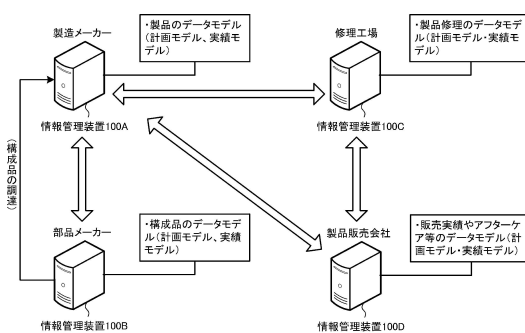 製造メーカー
・製品のデータモデル
(計画モデル、実績
モデル)
情報管理装置100A
修理工場
・製品修理のデータモ
デル(計画モデル・実績
モデル)
情報管理装置100C
(構成品の調達)
部品メーカー
・構成品のデータモデ
ル(計画モデル、実績
モデル)
情報管理装置100B
製品販売会社
・販売実績やアフターケ
ア等のデータモデル(計
画モデル・実績モデル)
情報管理装置100D